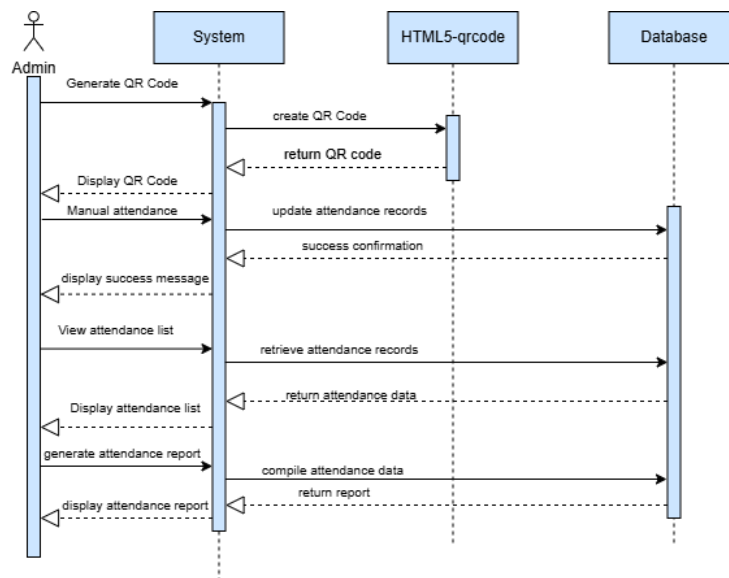 System
HTML5-qrcode
Database
Admin
Generate QR Code
create QR Code
return QR code
Display QR Code
Manual attendance
update attendance records
success confirmation
display success message
View attendance list
retrieve attendance records
return attendance data
Display attendance list
generate attendance report
compile attendance data
return report
display attendance report